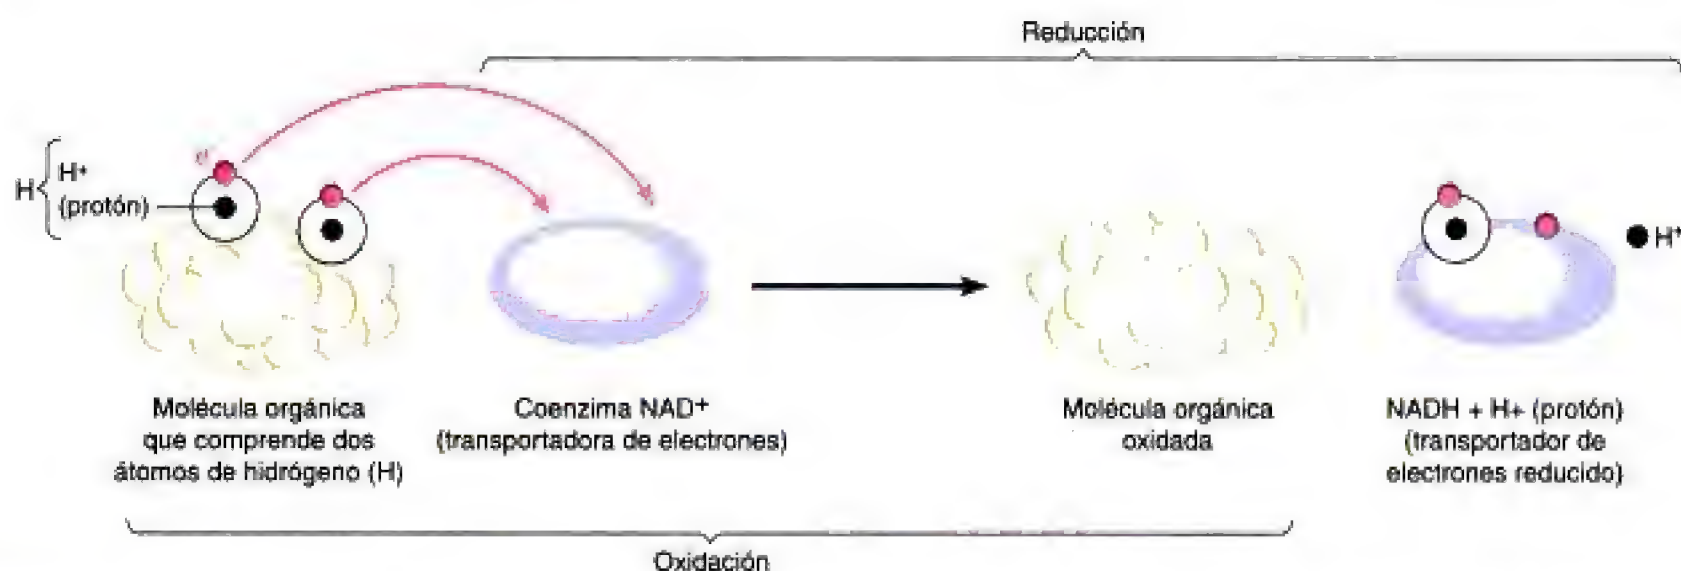 Reducción
H
H⁺
(protón)
e⁻
H⁺
Molécula orgánica
que comprende dos
átomos de hidrógeno (H)
Coenzima NAD⁺
(transportadora de electrones)
Molécula orgánica
oxidada
NADH + H+ (protón)
(transportador de
electrones reducido)
Oxidación